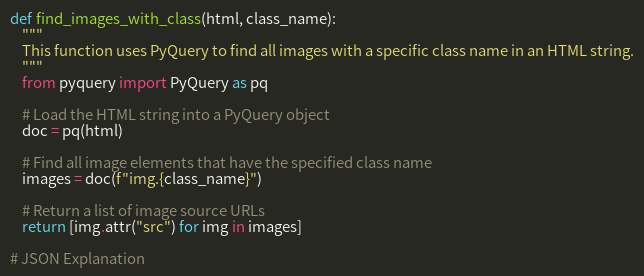 def find_images_with_class(html, class_name):
    """
    This function uses PyQuery to find all images with a specific class name in an HTML string.
    """
    from pyquery import PyQuery as pq
    # Load the HTML string into a PyQuery object
    doc = pq(html)
    # Find all image elements that have the specified class name
    images = doc(f"img.{class_name}")
    # Return a list of image source URLs
    return [img.attr("src") for img in images]
# JSON Explanation